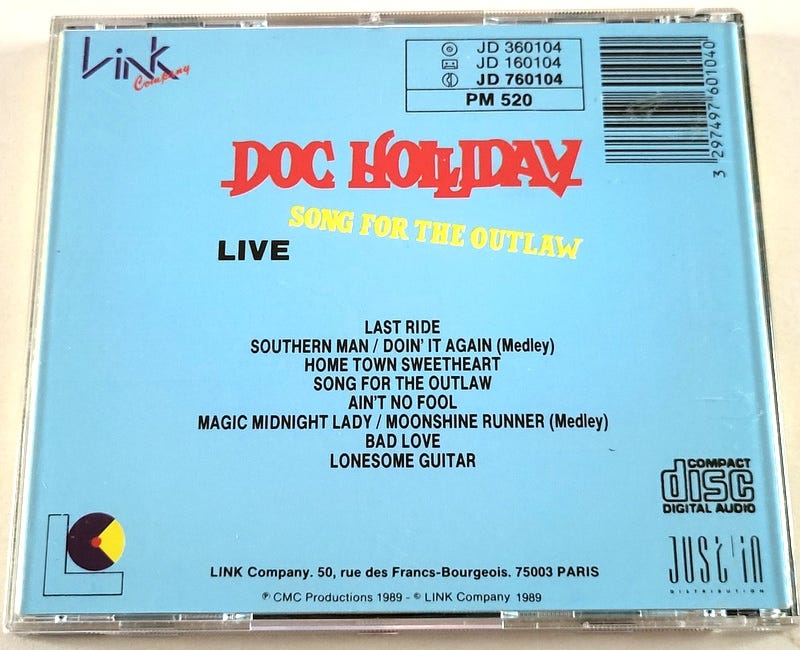 Link
Company
JD 360104
JD 160104
JD 760104
PM 520
3 297497 601040
DOC HOLLIDAY
SONG FOR THE OUTLAW
LIVE
LAST RIDE
SOUTHERN MAN / DOIN' IT AGAIN (Medley)
HOME TOWN SWEETHEART
SONG FOR THE OUTLAW
AIN'T NO FOOL
MAGIC MIDNIGHT LADY / MOONSHINE RUNNER (Medley)
BAD LOVE
LONESOME GUITAR
COMPACT
disc
DIGITAL AUDIO
LC
LINK Company. 50, rue des Francs-Bourgeois. 75003 PARIS
℗ CMC Productions 1989 - © LINK Company 1989
JUST'IN
DISTRIBUTION